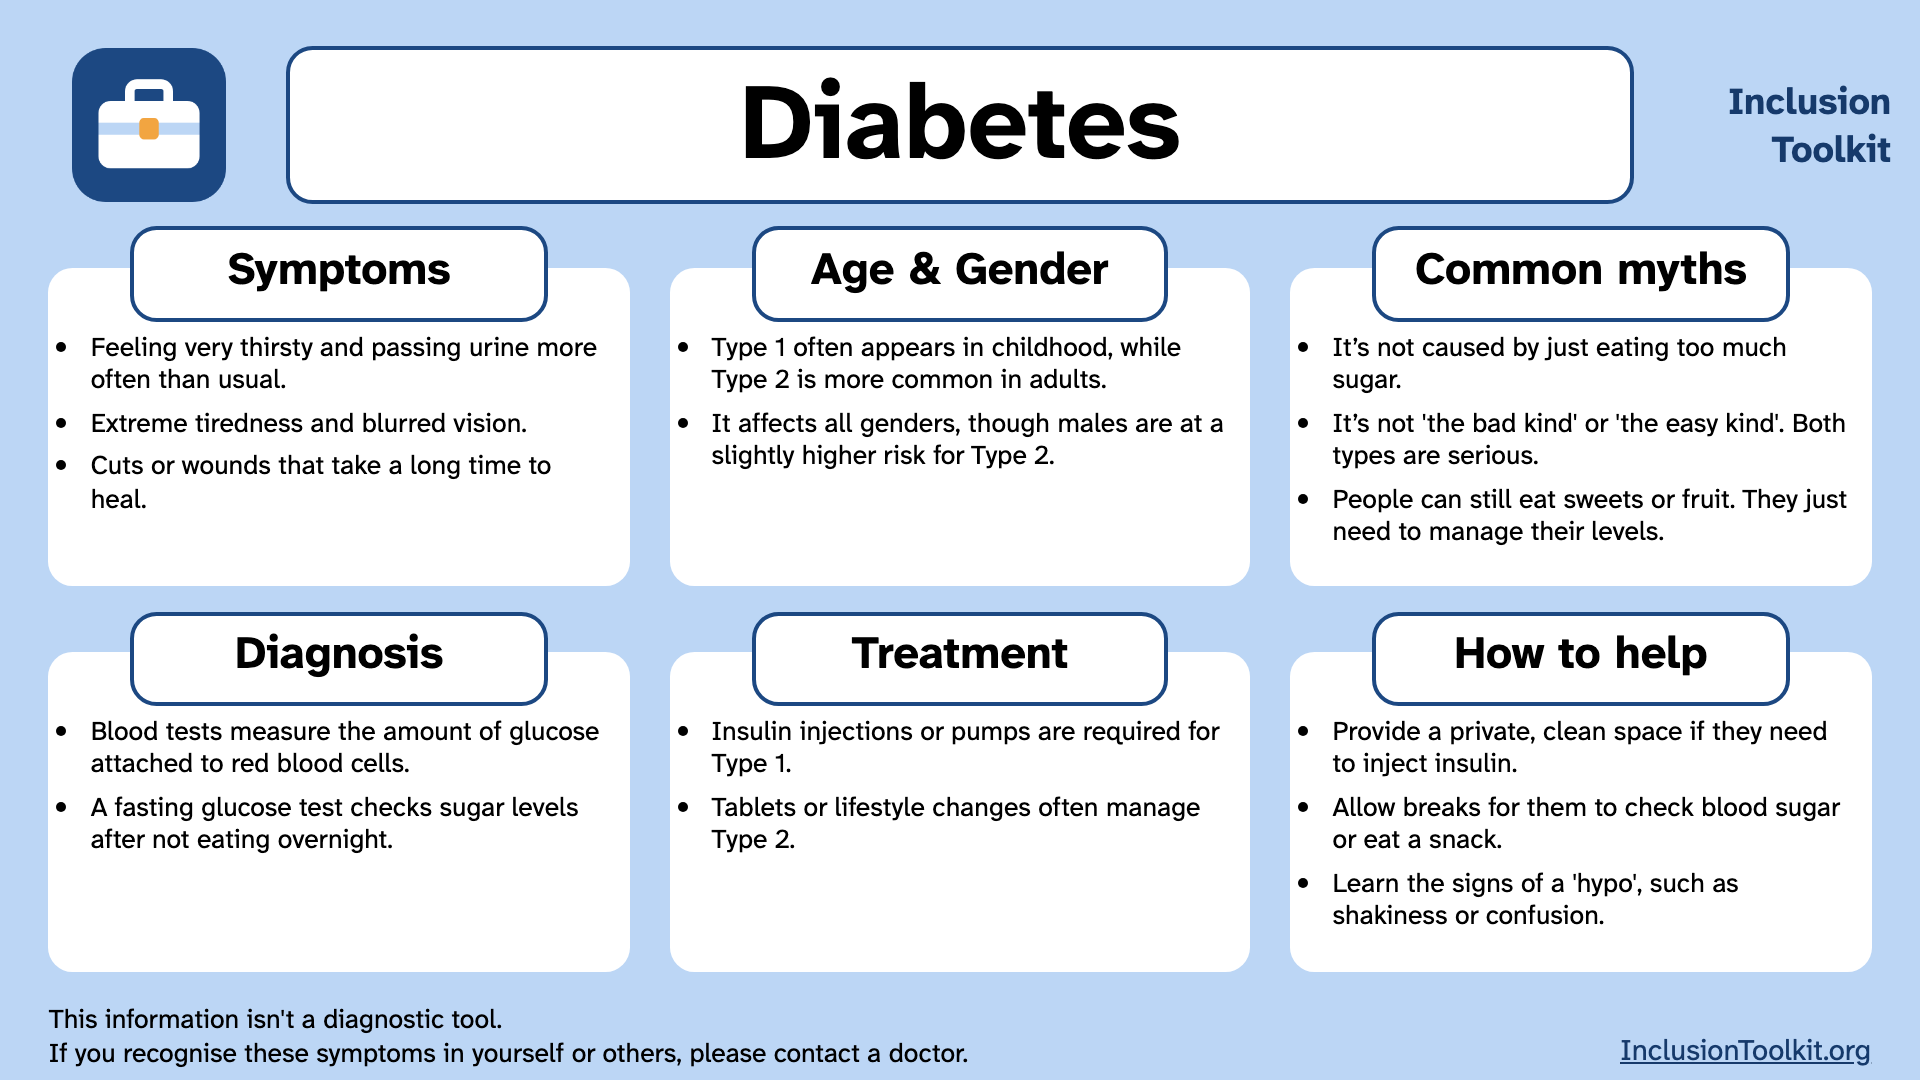 Diabetes
Inclusion
Toolkit
Symptoms
• Feeling very thirsty and passing urine more
often than usual.
• Extreme tiredness and blurred vision.
• Cuts or wounds that take a long time to
heal.
Age & Gender
• Type 1 often appears in childhood, while
Type 2 is more common in adults.
• It affects all genders, though males are at a
slightly higher risk for Type 2.
Common myths
• It’s not caused by just eating too much
sugar.
• It’s not 'the bad kind' or 'the easy kind'. Both
types are serious.
• People can still eat sweets or fruit. They just
need to manage their levels.
Diagnosis
• Blood tests measure the amount of glucose
attached to red blood cells.
• A fasting glucose test checks sugar levels
after not eating overnight.
Treatment
• Insulin injections or pumps are required for
Type 1.
• Tablets or lifestyle changes often manage
Type 2.
How to help
• Provide a private, clean space if they need
to inject insulin.
• Allow breaks for them to check blood sugar
or eat a snack.
• Learn the signs of a 'hypo', such as
shakiness or confusion.
This information isn't a diagnostic tool.
If you recognise these symptoms in yourself or others, please contact a doctor.
InclusionToolkit.org